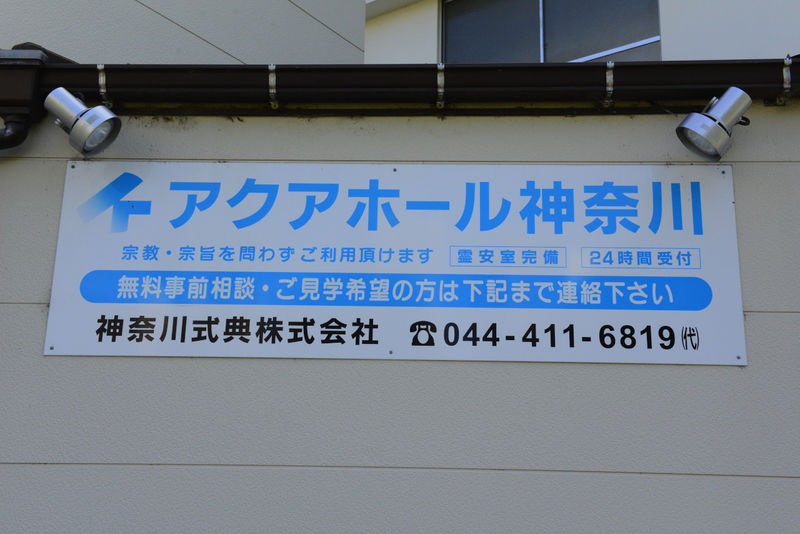 アクアホール神奈川
宗教・宗旨を問わずご利用頂けます 霊安室完備 24時間受付
無料事前相談・ご見学希望の方は下記まで連絡下さい
神奈川式典株式会社 ☎044-411-6819㈹